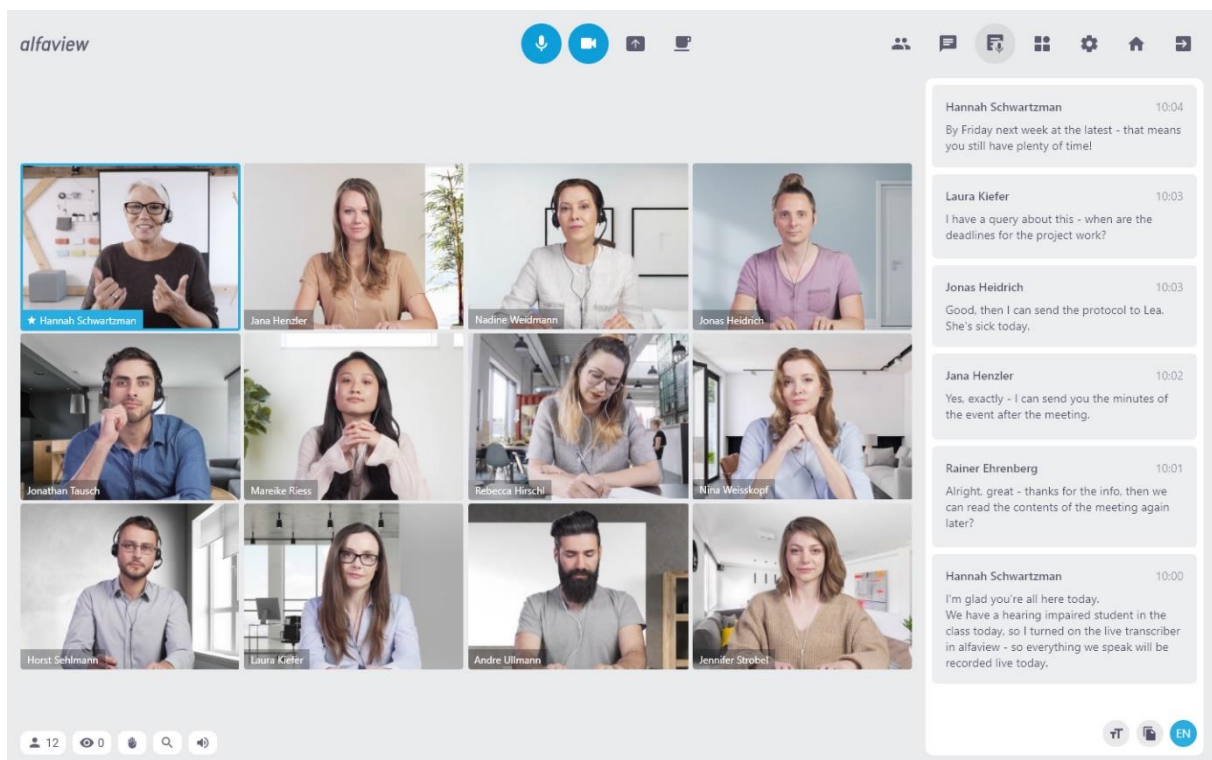 alfaview
★ Hannah Schwartzman
Jana Henzler
Nadine Weidmann
Jonas Heidrich
Jonathan Tausch
Mareike Riess
Rebecca Hirschl
Nina Weisskopf
Horst Sehlmann
Laura Kiefer
Andre Ullmann
Jennifer Strobel
12
0
Hannah Schwartzman 10:04
By Friday next week at the latest - that means
you still have plenty of time!
Laura Kiefer 10:03
I have a query about this - when are the
deadlines for the project work?
Jonas Heidrich 10:03
Good, then I can send the protocol to Lea.
She's sick today.
Jana Henzler 10:02
Yes, exactly - I can send you the minutes of
the event after the meeting.
Rainer Ehrenberg 10:01
Alright, great - thanks for the info, then we
can read the contents of the meeting again
later?
Hannah Schwartzman 10:00
I'm glad you're all here today.
We have a hearing impaired student in the
class today, so I turned on the live transcriber
in alfaview - so everything we speak will be
recorded live today.
TT
EN